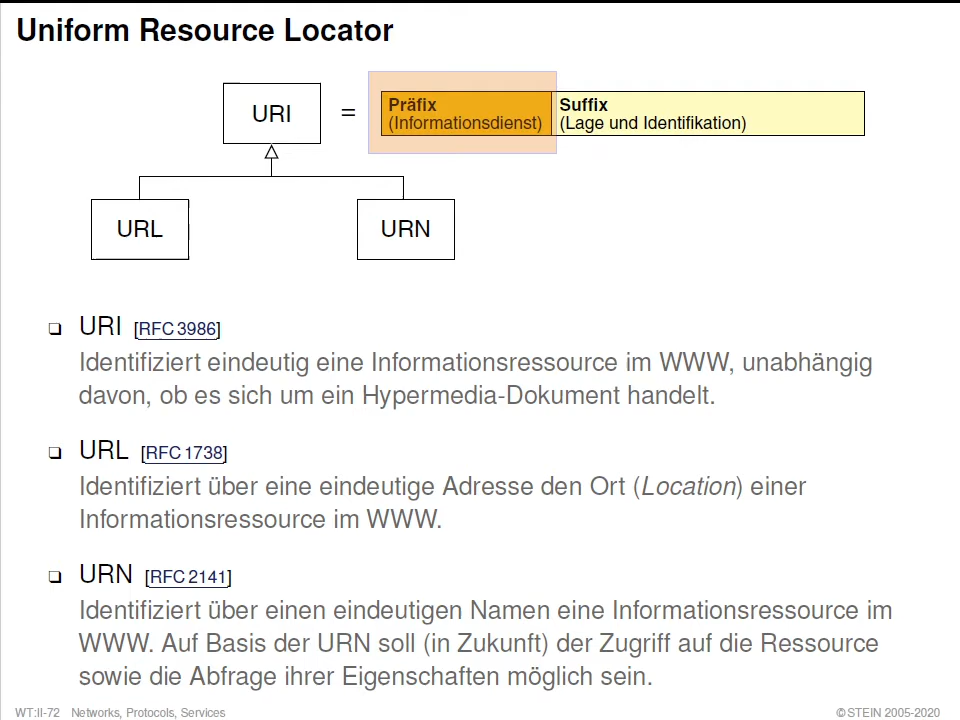 Uniform Resource Locator
URI = Präfix Suffix
(Informationsdienst) (Lage und Identifikation)
URL URN
❑ URI [RFC 3986]
Identifiziert eindeutig eine Informationsressource im WWW, unabhängig
davon, ob es sich um ein Hypermedia-Dokument handelt.
❑ URL [RFC 1738]
Identifiziert über eine eindeutige Adresse den Ort (Location) einer
Informationsressource im WWW.
❑ URN [RFC 2141]
Identifiziert über einen eindeutigen Namen eine Informationsressource im
WWW. Auf Basis der URN soll (in Zukunft) der Zugriff auf die Ressource
sowie die Abfrage ihrer Eigenschaften möglich sein.
WT:II-72 Networks, Protocols, Services ©STEIN 2005-2020